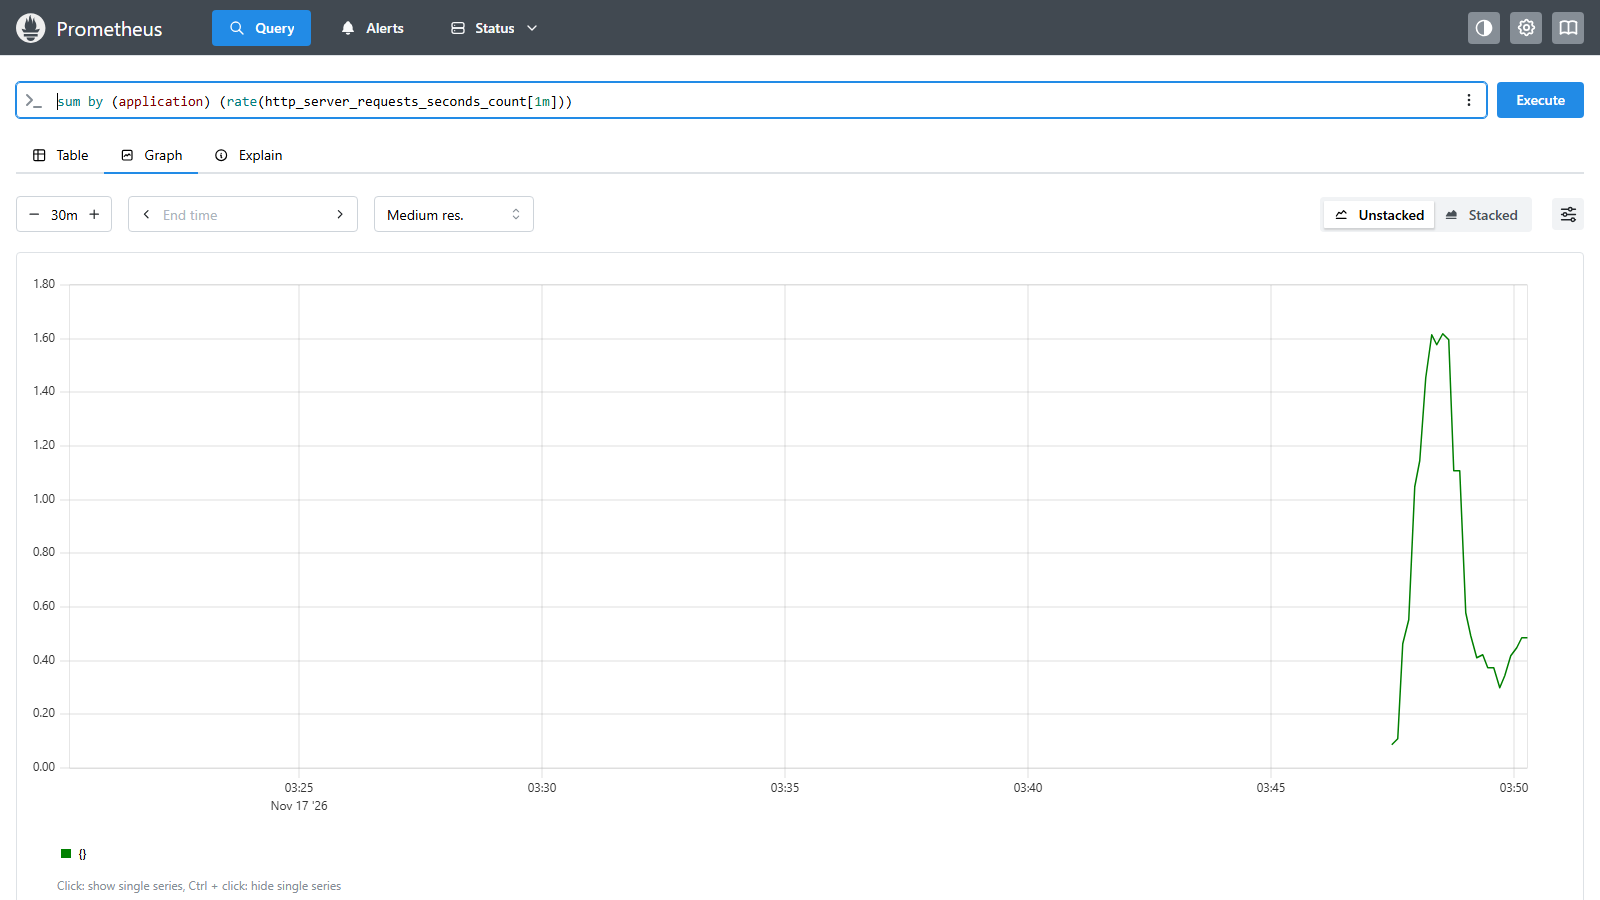 Prometheus Query Alerts Status
sum by (application) (rate(http_server_requests_seconds_count[1m])) Execute
Table Graph Explain
30m End time Medium res. Unstacked Stacked
1.80
1.60
1.40
1.20
1.00
0.80
0.60
0.40
0.20
0.00
03:25 03:30 03:35 03:40 03:45 03:50
Nov 17 '26
{}
Click: show single series, Ctrl + click: hide single series